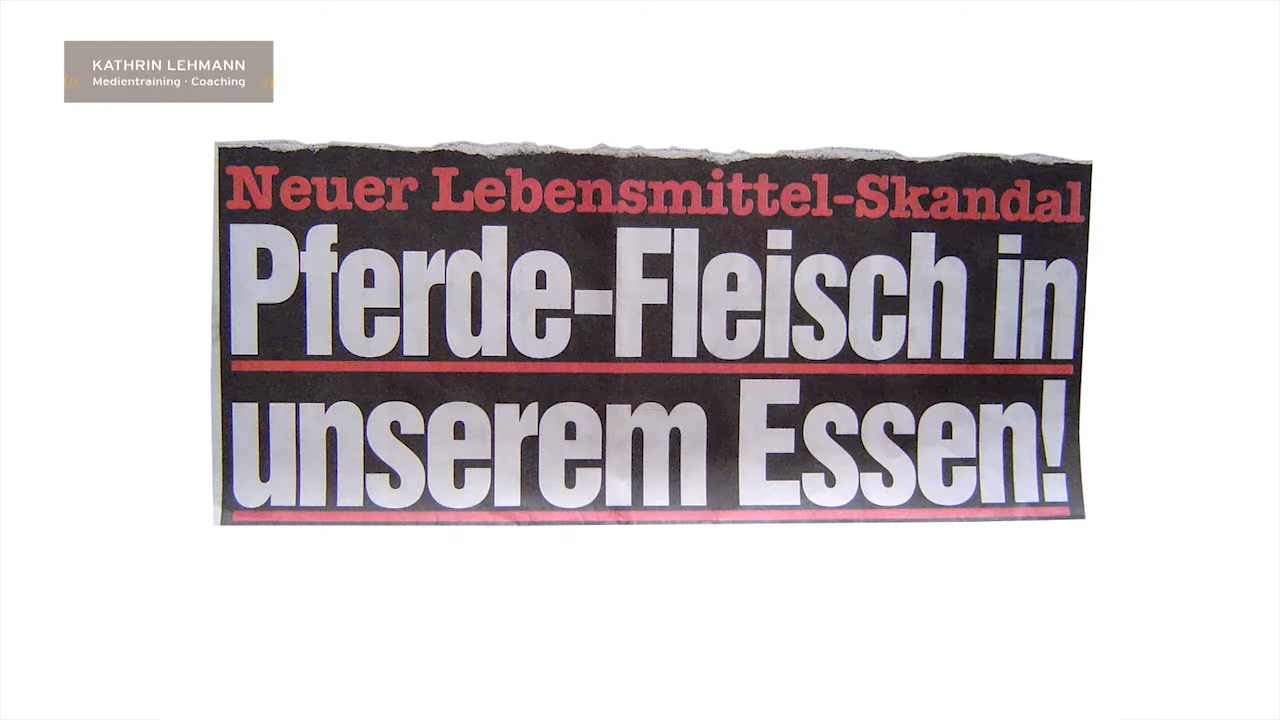 KATHRIN LEHMANN
Medientraining · Coaching
Neuer Lebensmittel-Skandal
Pferde-Fleisch in
unserem Essen!